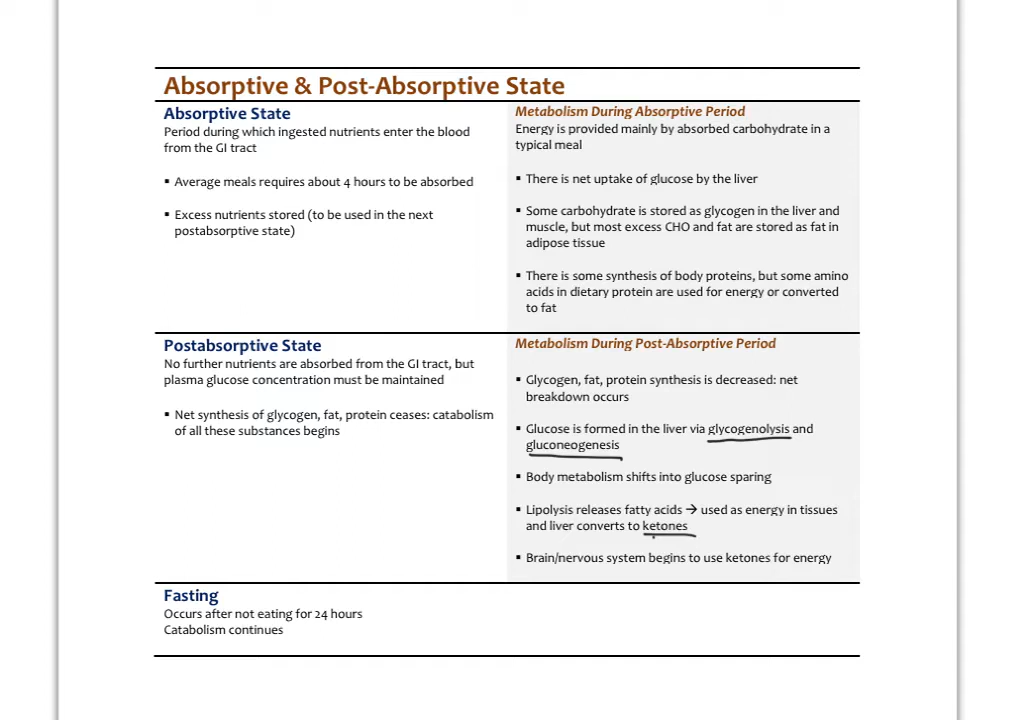 Absorptive & Post-Absorptive State
Absorptive State
Period during which ingested nutrients enter the blood
from the GI tract
▪ Average meals requires about 4 hours to be absorbed
▪ Excess nutrients stored (to be used in the next
postabsorptive state)
Metabolism During Absorptive Period
Energy is provided mainly by absorbed carbohydrate in a
typical meal
▪ There is net uptake of glucose by the liver
▪ Some carbohydrate is stored as glycogen in the liver and
muscle, but most excess CHO and fat are stored as fat in
adipose tissue
▪ There is some synthesis of body proteins, but some amino
acids in dietary protein are used for energy or converted
to fat
Postabsorptive State
No further nutrients are absorbed from the GI tract, but
plasma glucose concentration must be maintained
▪ Net synthesis of glycogen, fat, protein ceases: catabolism
of all these substances begins
Metabolism During Post-Absorptive Period
▪ Glycogen, fat, protein synthesis is decreased: net
breakdown occurs
▪ Glucose is formed in the liver via glycogenolysis and
gluconeogenesis
▪ Body metabolism shifts into glucose sparing
▪ Lipolysis releases fatty acids → used as energy in tissues
and liver converts to ketones
▪ Brain/nervous system begins to use ketones for energy
Fasting
Occurs after not eating for 24 hours
Catabolism continues